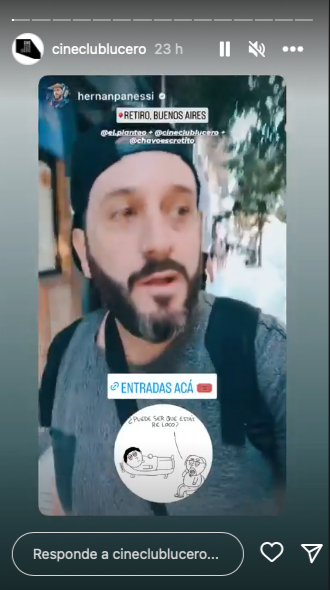 cineclublucero 23 h
hernanpanessi
RETIRO, BUENOS AIRES
@el.planteo + @cineclublucero +
@chavoescrotito
ENTRADAS ACÁ
¿PUEDE SER QUE ESTAS
RE LOCO?
Responde a cineclublucero...